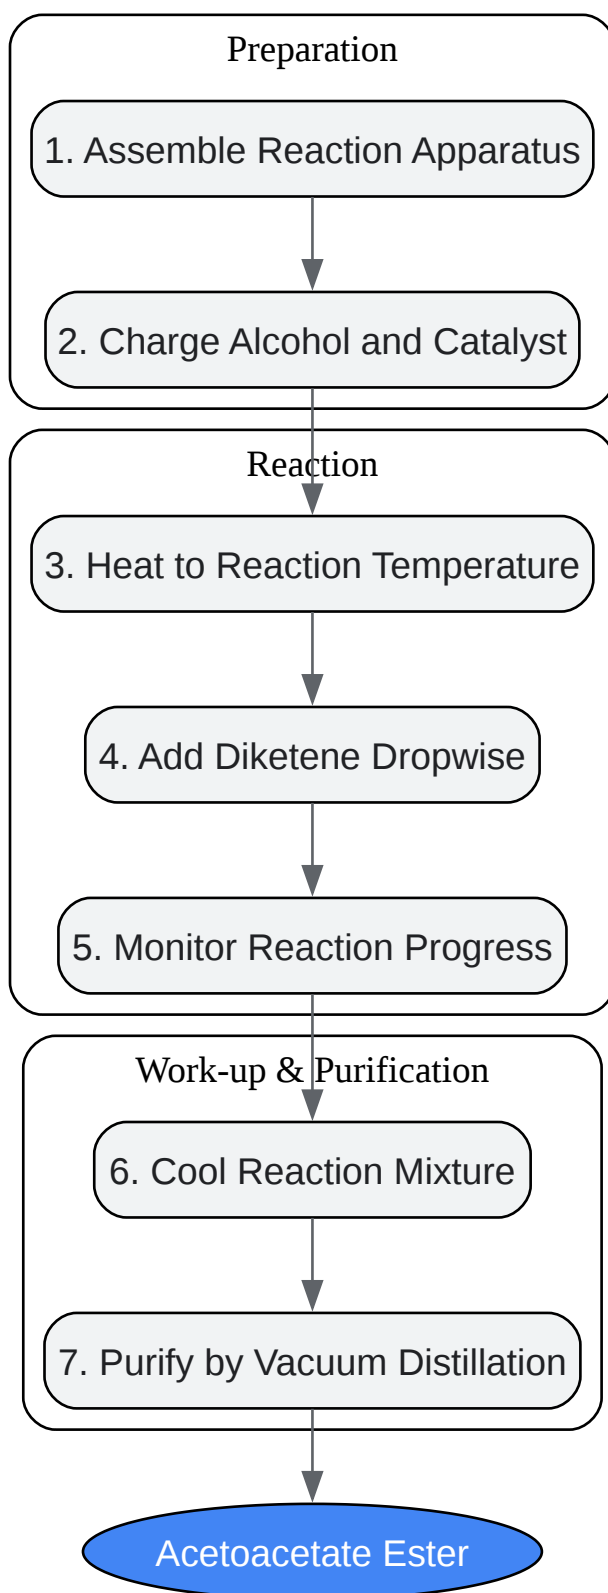 Preparation
1. Assemble Reaction Apparatus
2. Charge Alcohol and Catalyst
Reaction
3. Heat to Reaction Temperature
4. Add Diketene Dropwise
5. Monitor Reaction Progress
Work-up & Purification
6. Cool Reaction Mixture
7. Purify by Vacuum Distillation
Acetoacetate Ester